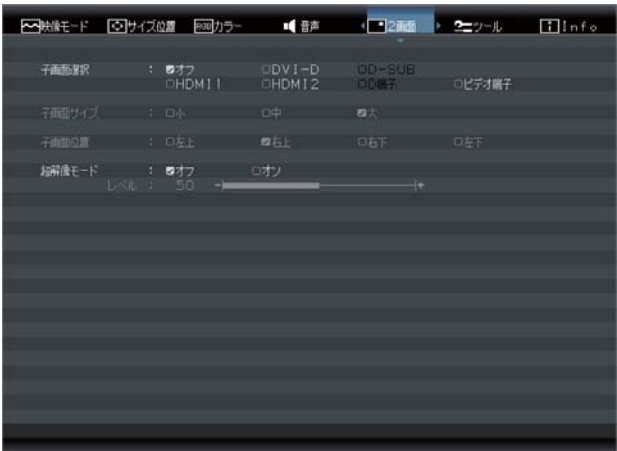 映像モード サイズ位置 RGB カラー 音声 2画面 ツール Info
子画面選択 : ☑オフ □DVI-D □D-SUB
□HDMI1 □HDMI2 □D端子 □ビデオ端子
子画面サイズ : □小 □中 ☑大
子画面位置 : □左上 ☑右上 □右下 □左下
超解像モード : ☑オフ □オン
レベル : 50 - +